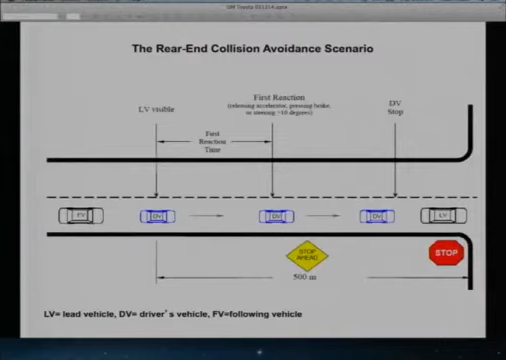 The Rear-End Collision Avoidance Scenario
LV visible
First Reaction
(releasing accelerator, pressing brake,
or steering >10 degrees)
DV
Stop
First
Reaction
Time
FV
DV
DV
DV
LV
STOP
AHEAD
STOP
500 m
LV= lead vehicle, DV= driver's vehicle, FV=following vehicle